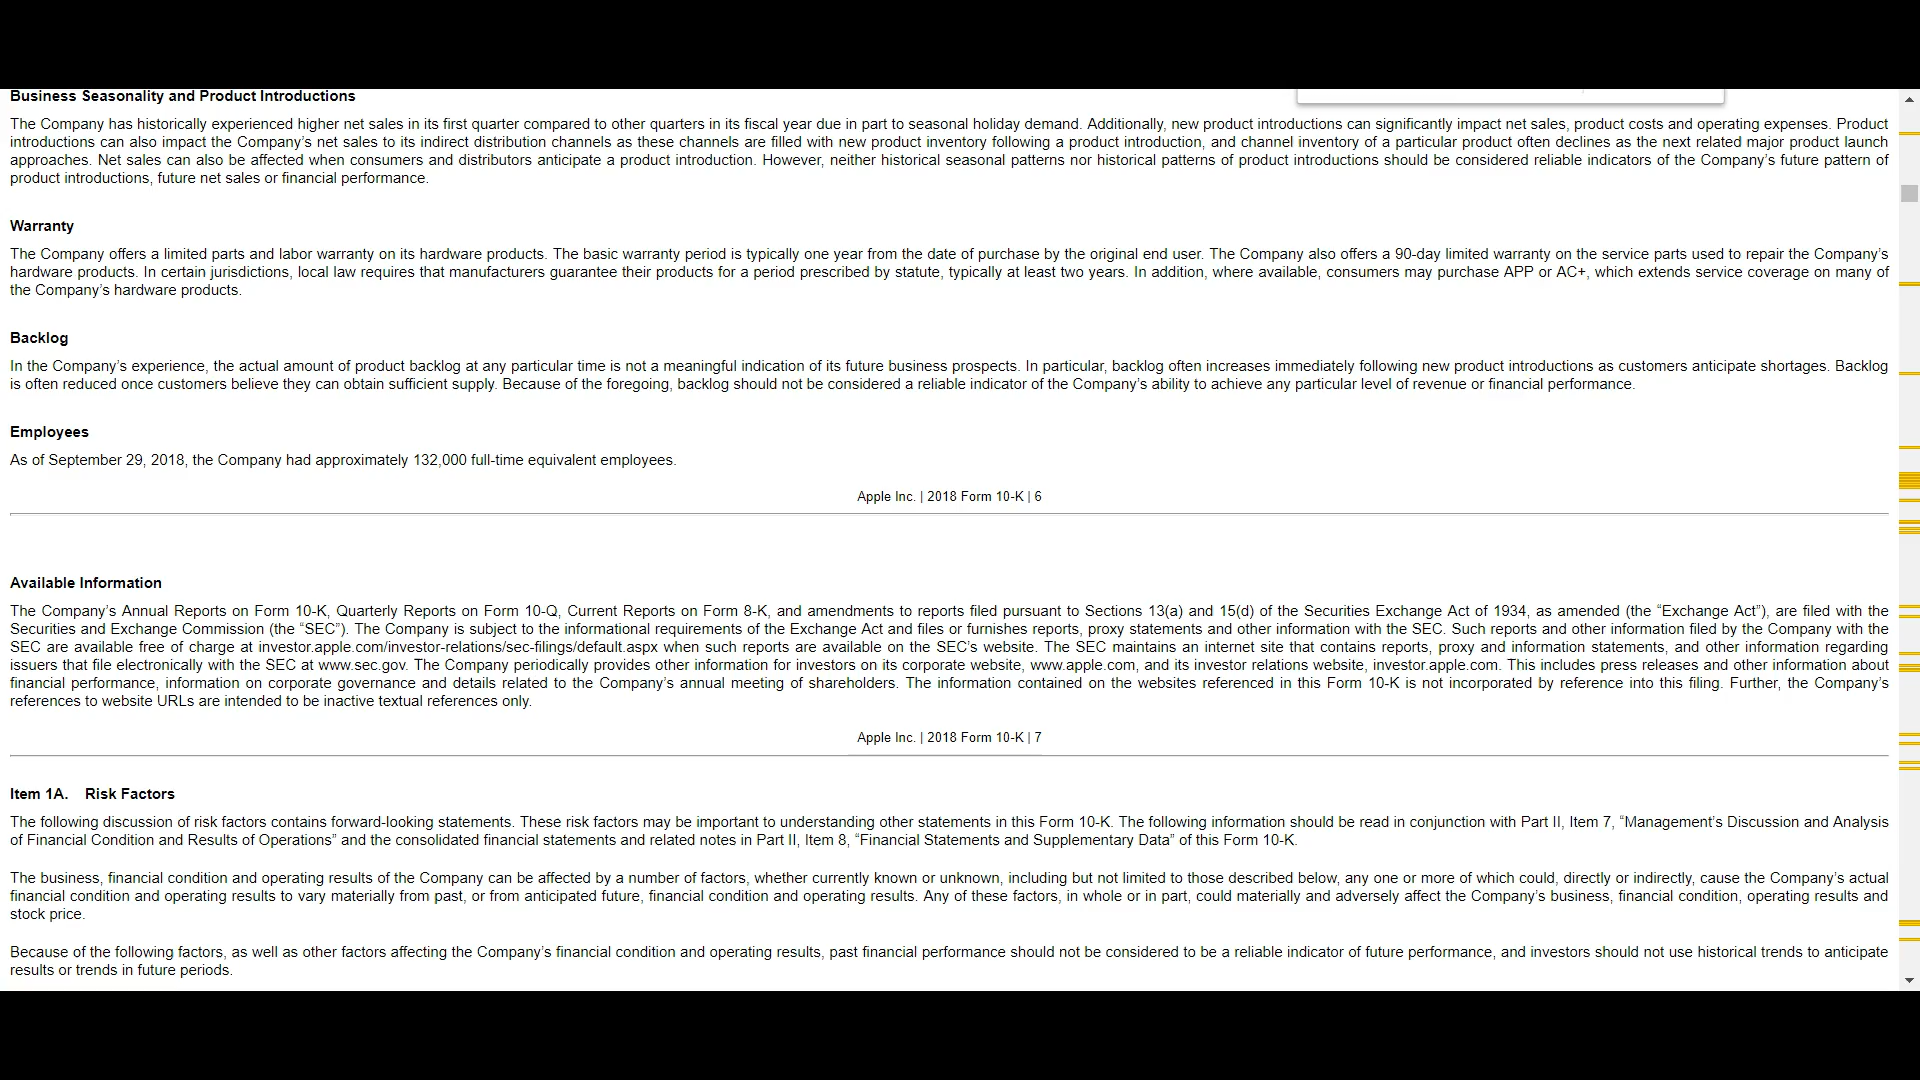 Business Seasonality and Product Introductions
The Company has historically experienced higher net sales in its first quarter compared to other quarters in its fiscal year due in part to seasonal holiday demand. Additionally, new product introductions can significantly impact net sales, product costs and operating expenses. Product
introductions can also impact the Company's net sales to its indirect distribution channels as these channels are filled with new product inventory following a product introduction, and channel inventory of a particular product often declines as the next related major product launch
approaches. Net sales can also be affected when consumers and distributors anticipate a product introduction. However, neither historical seasonal patterns nor historical patterns of product introductions should be considered reliable indicators of the Company's future pattern of
product introductions, future net sales or financial performance.
Warranty
The Company offers a limited parts and labor warranty on its hardware products. The basic warranty period is typically one year from the date of purchase by the original end user. The Company also offers a 90-day limited warranty on the service parts used to repair the Company's
hardware products. In certain jurisdictions, local law requires that manufacturers guarantee their products for a period prescribed by statute, typically at least two years. In addition, where available, consumers may purchase APP or AC+, which extends service coverage on many of
the Company's hardware products.
Backlog
In the Company's experience, the actual amount of product backlog at any particular time is not a meaningful indication of its future business prospects. In particular, backlog often increases immediately following new product introductions as customers anticipate shortages. Backlog
is often reduced once customers believe they can obtain sufficient supply. Because of the foregoing, backlog should not be considered a reliable indicator of the Company's ability to achieve any particular level of revenue or financial performance.
Employees
As of September 29, 2018, the Company had approximately 132,000 full-time equivalent employees.
Apple Inc. | 2018 Form 10-K | 6
Available Information
The Company's Annual Reports on Form 10-K, Quarterly Reports on Form 10-Q, Current Reports on Form 8-K, and amendments to reports filed pursuant to Sections 13(a) and 15(d) of the Securities Exchange Act of 1934, as amended (the “Exchange Act”), are filed with the
Securities and Exchange Commission (the “SEC”). The Company is subject to the informational requirements of the Exchange Act and files or furnishes reports, proxy statements and other information with the SEC. Such reports and other information filed by the Company with the
SEC are available free of charge at investor.apple.com/investor-relations/sec-filings/default.aspx when such reports are available on the SEC's website. The SEC maintains an internet site that contains reports, proxy and information statements, and other information regarding
issuers that file electronically with the SEC at www.sec.gov. The Company periodically provides other information for investors on its corporate website, www.apple.com, and its investor relations website, investor.apple.com. This includes press releases and other information about
financial performance, information on corporate governance and details related to the Company's annual meeting of shareholders. The information contained on the websites referenced in this Form 10-K is not incorporated by reference into this filing. Further, the Company's
references to website URLs are intended to be inactive textual references only.
Apple Inc. | 2018 Form 10-K | 7
Item 1A. Risk Factors
The following discussion of risk factors contains forward-looking statements. These risk factors may be important to understanding other statements in this Form 10-K. The following information should be read in conjunction with Part II, Item 7, “Management's Discussion and Analysis
of Financial Condition and Results of Operations” and the consolidated financial statements and related notes in Part II, Item 8, “Financial Statements and Supplementary Data” of this Form 10-K.
The business, financial condition and operating results of the Company can be affected by a number of factors, whether currently known or unknown, including but not limited to those described below, any one or more of which could, directly or indirectly, cause the Company's actual
financial condition and operating results to vary materially from past, or from anticipated future, financial condition and operating results. Any of these factors, in whole or in part, could materially and adversely affect the Company's business, financial condition, operating results and
stock price.
Because of the following factors, as well as other factors affecting the Company's financial condition and operating results, past financial performance should not be considered to be a reliable indicator of future performance, and investors should not use historical trends to anticipate
results or trends in future periods.